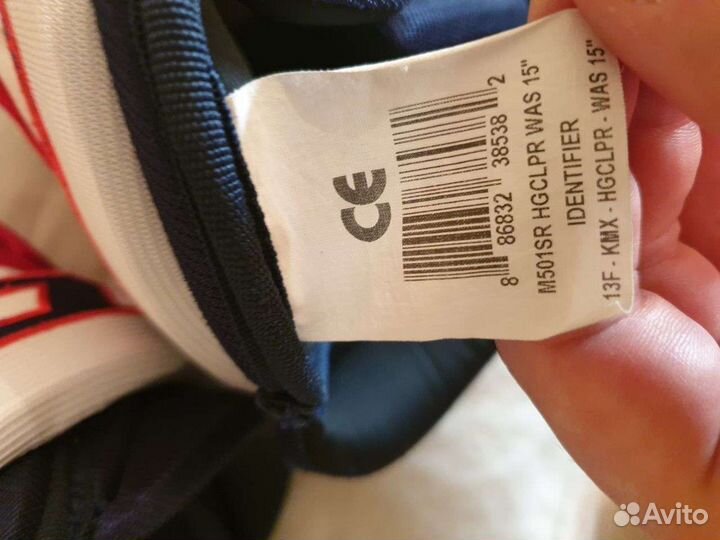 CE
8 86832 38538 2
M501SR HGCLPR WAS 15"
IDENTIFIER
13F - KMX - HGCLPR - WAS 15"
Avito